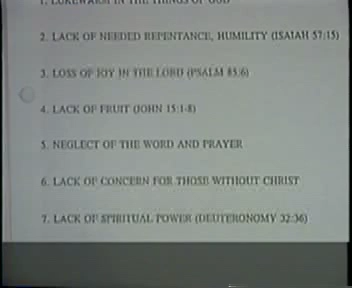 1. LUKEWARM IN THE THINGS OF GOD
2. LACK OF NEEDED REPENTANCE, HUMILITY (ISAIAH 57:15)
3. LOSS OF JOY IN THE LORD (PSALM 85:6)
4. LACK OF FRUIT (JOHN 15:1-8)
5. NEGLECT OF THE WORD AND PRAYER
6. LACK OF CONCERN FOR THOSE WITHOUT CHRIST
7. LACK OF SPIRITUAL POWER (DEUTERONOMY 32:36)